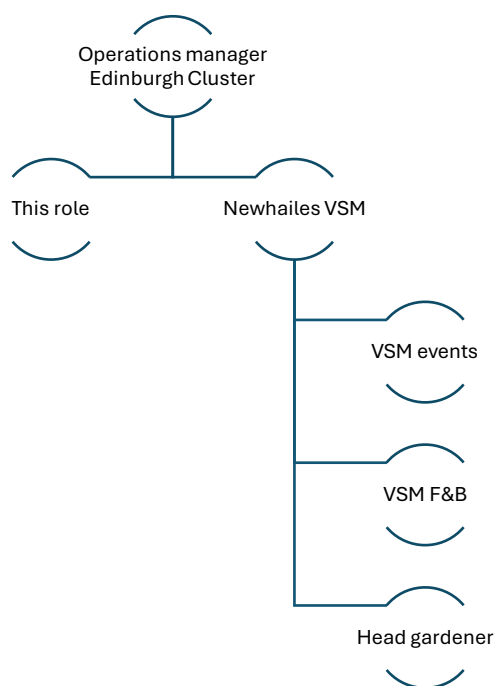 Operations manager
Edinburgh Cluster
This role
Newhailes VSM
VSM events
VSM F&B
Head gardener